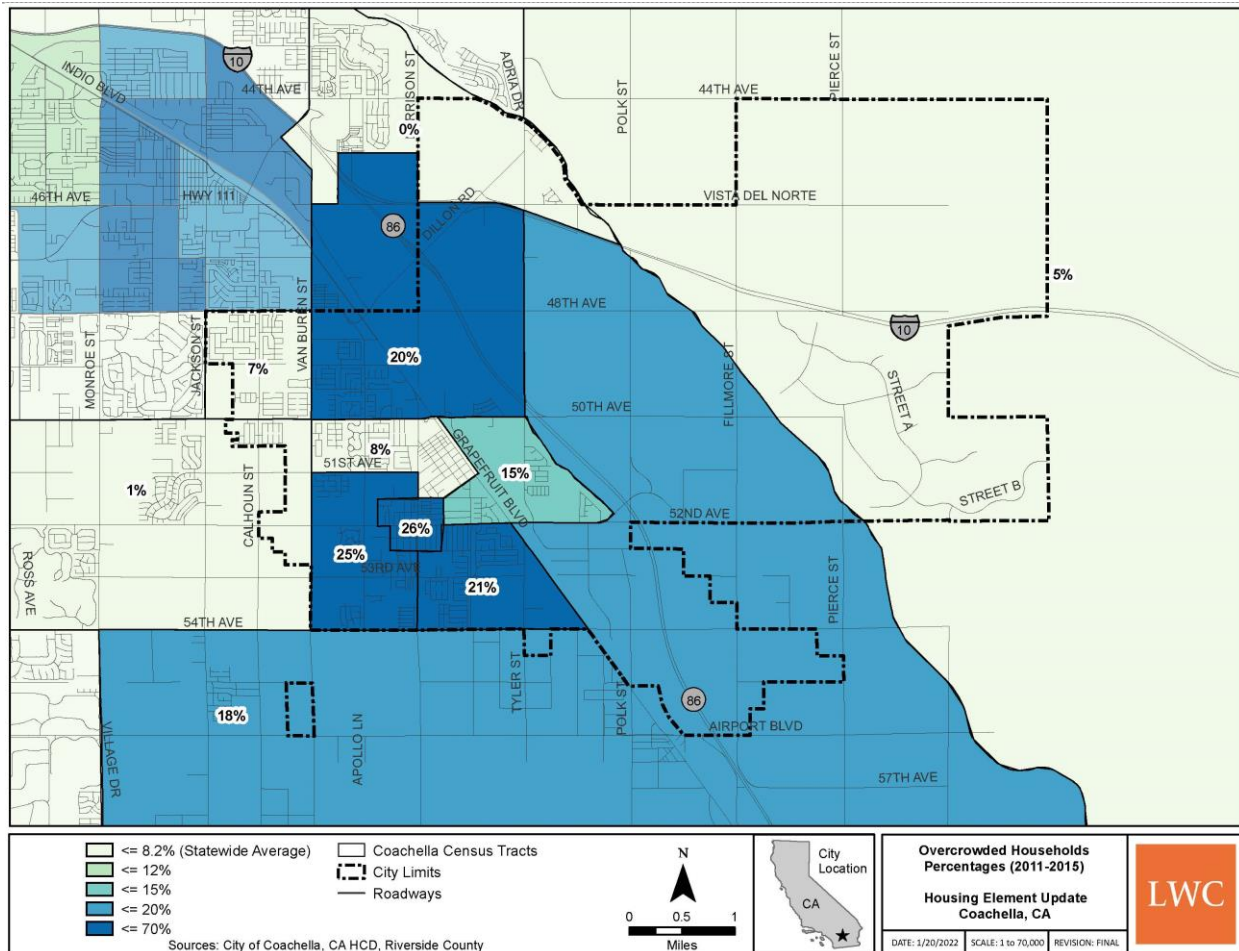 10
44TH AVE
INDIO BLVD
HARRISON ST
ADRIA DR
POLK ST
44TH AVE
PIERCE ST
0%
46TH AVE
HWY 111
VISTA DEL NORTE
DILLON RD
86
5%
VAN BUREN ST
48TH AVE
10
MONROE ST
JACKSON ST
7%
20%
FILLMORE ST
STREET A
50TH AVE
8%
GRAPEFRUIT BLVD
51ST AVE
15%
1%
CALHOUN ST
STREET B
52ND AVE
26%
25%
53RD AVE
21%
ROSS AVE
PIERCE ST
54TH AVE
TYLER ST
POLK ST
86
18%
VILLAGE DR
APOLLO LN
AIRPORT BLVD
57TH AVE
<= 8.2% (Statewide Average)
<= 12%
<= 15%
<= 20%
<= 70%
Coachella Census Tracts
City Limits
Roadways
Sources: City of Coachella, CA HCD, Riverside County
N
0 0.5 1
Miles
City
Location
CA
Overcrowded Households
Percentages (2011-2015)
Housing Element Update
Coachella, CA
DATE: 1/20/2022 SCALE: 1 to 70,000 REVISION: FINAL
LWC